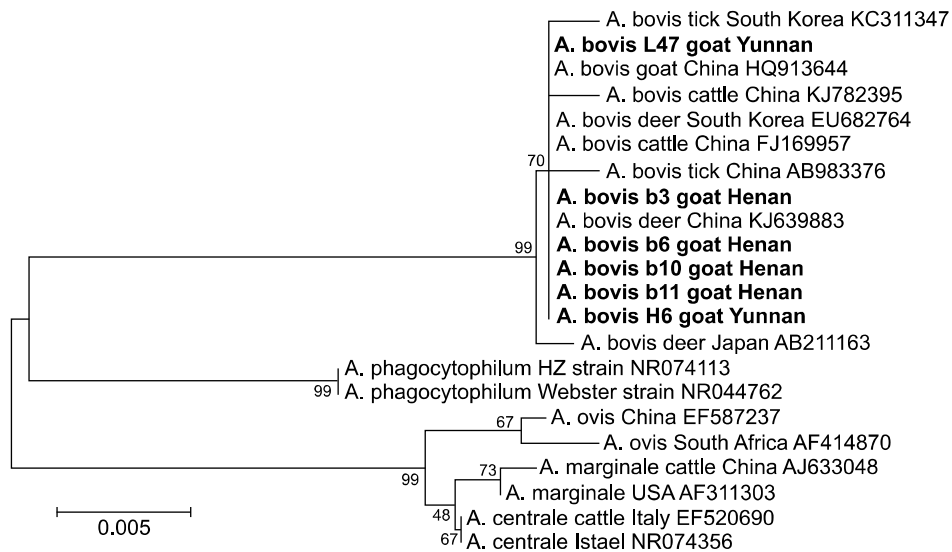 A. bovis tick South Korea KC311347
A. bovis L47 goat Yunnan
A. bovis goat China HQ913644
A. bovis cattle China KJ782395
A. bovis deer South Korea EU682764
A. bovis cattle China FJ169957
70
A. bovis tick China AB983376
A. bovis b3 goat Henan
A. bovis deer China KJ639883
99
A. bovis b6 goat Henan
A. bovis b10 goat Henan
A. bovis b11 goat Henan
A. bovis H6 goat Yunnan
A. bovis deer Japan AB211163
A. phagocytophilum HZ strain NR074113
99
A. phagocytophilum Webster strain NR044762
A. ovis China EF587237
67
A. ovis South Africa AF414870
99
73
A. marginale cattle China AJ633048
A. marginale USA AF311303
48
A. centrale cattle Italy EF520690
67
A. centrale Istael NR074356
0.005